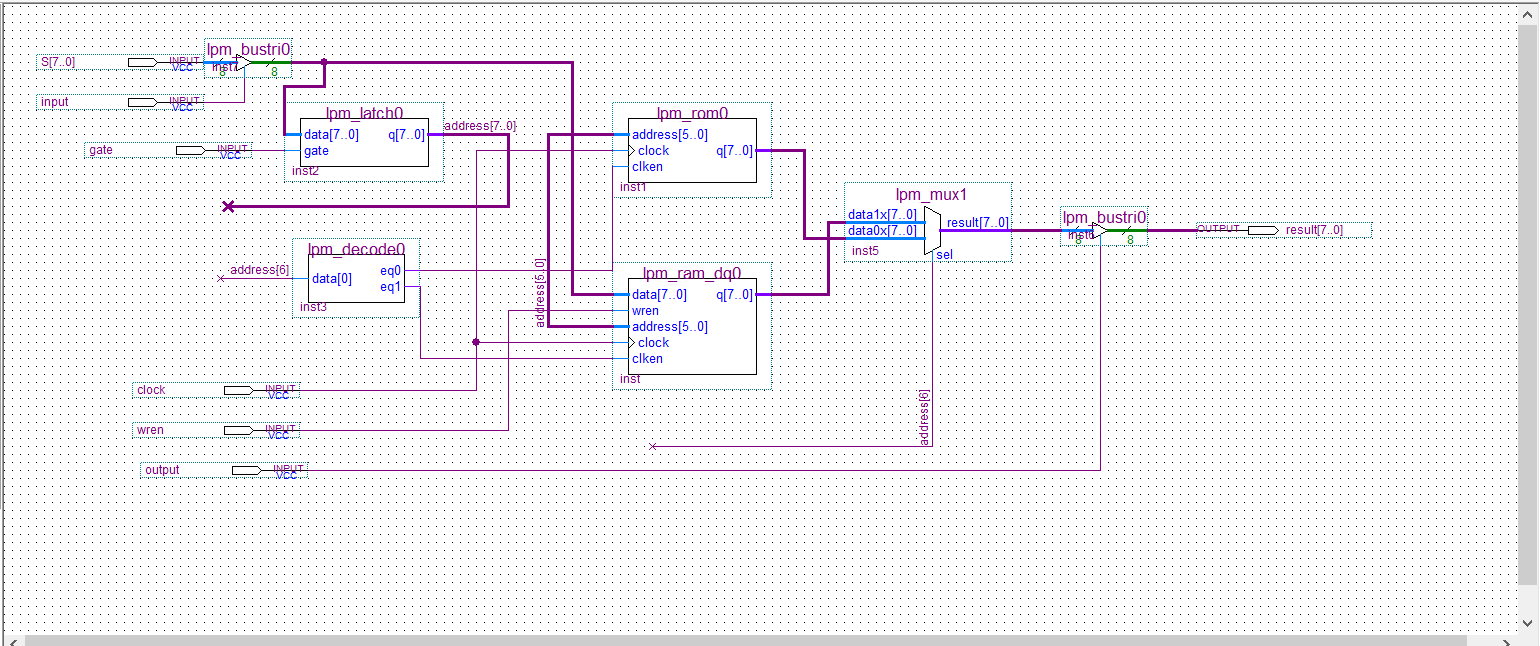 lpm_bustri0
S[7..0]
INPUT
VCC
inst7
8
8
input
INPUT
VCC
lpm_latch0
data[7..0]
q[7..0]
gate
inst2
address[7..0]
gate
INPUT
VCC
lpm_rom0
address[5..0]
clock
q[7..0]
clken
inst1
lpm_mux1
data1x[7..0]
data0x[7..0]
result[7..0]
sel
inst5
lpm_bustri0
inst6
8
8
OUTPUT
result[7..0]
lpm_decode0
address[6]
data[0]
eq0
eq1
inst3
address[5..0]
lpm_ram_dq0
data[7..0]
q[7..0]
wren
address[5..0]
clock
clken
inst
clock
INPUT
VCC
wren
INPUT
VCC
address[6]
output
INPUT
VCC